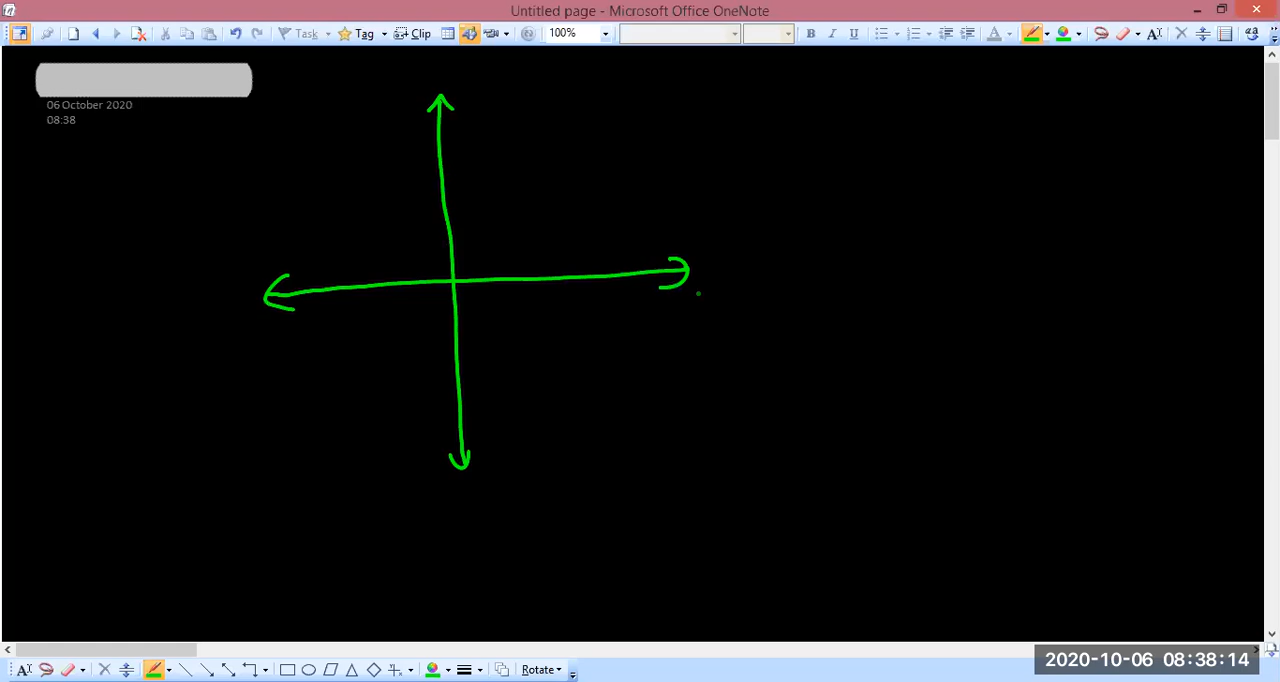 Untitled page - Microsoft Office OneNote
Task Tag Clip 100% B I U A
06 October 2020
08:38
Rotate
2020-10-06 08:38:14